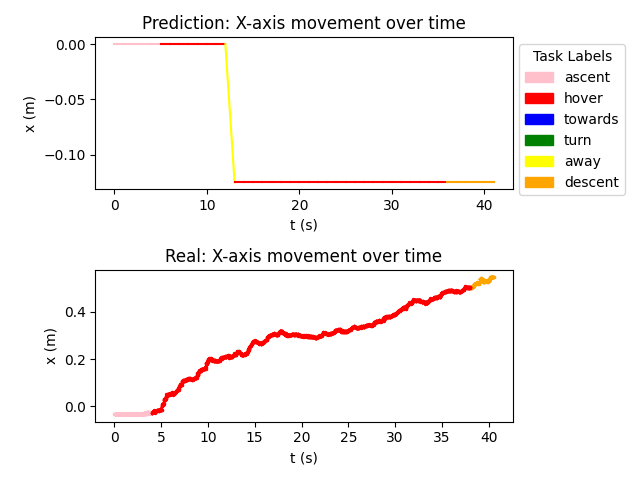 Prediction: X-axis movement over time
0.00
−0.05
−0.10
x (m)
0 10 20 30 40
t (s)
Task Labels
ascent
hover
towards
turn
away
descent
Real: X-axis movement over time
0.4
0.2
0.0
x (m)
0 5 10 15 20 25 30 35 40
t (s)